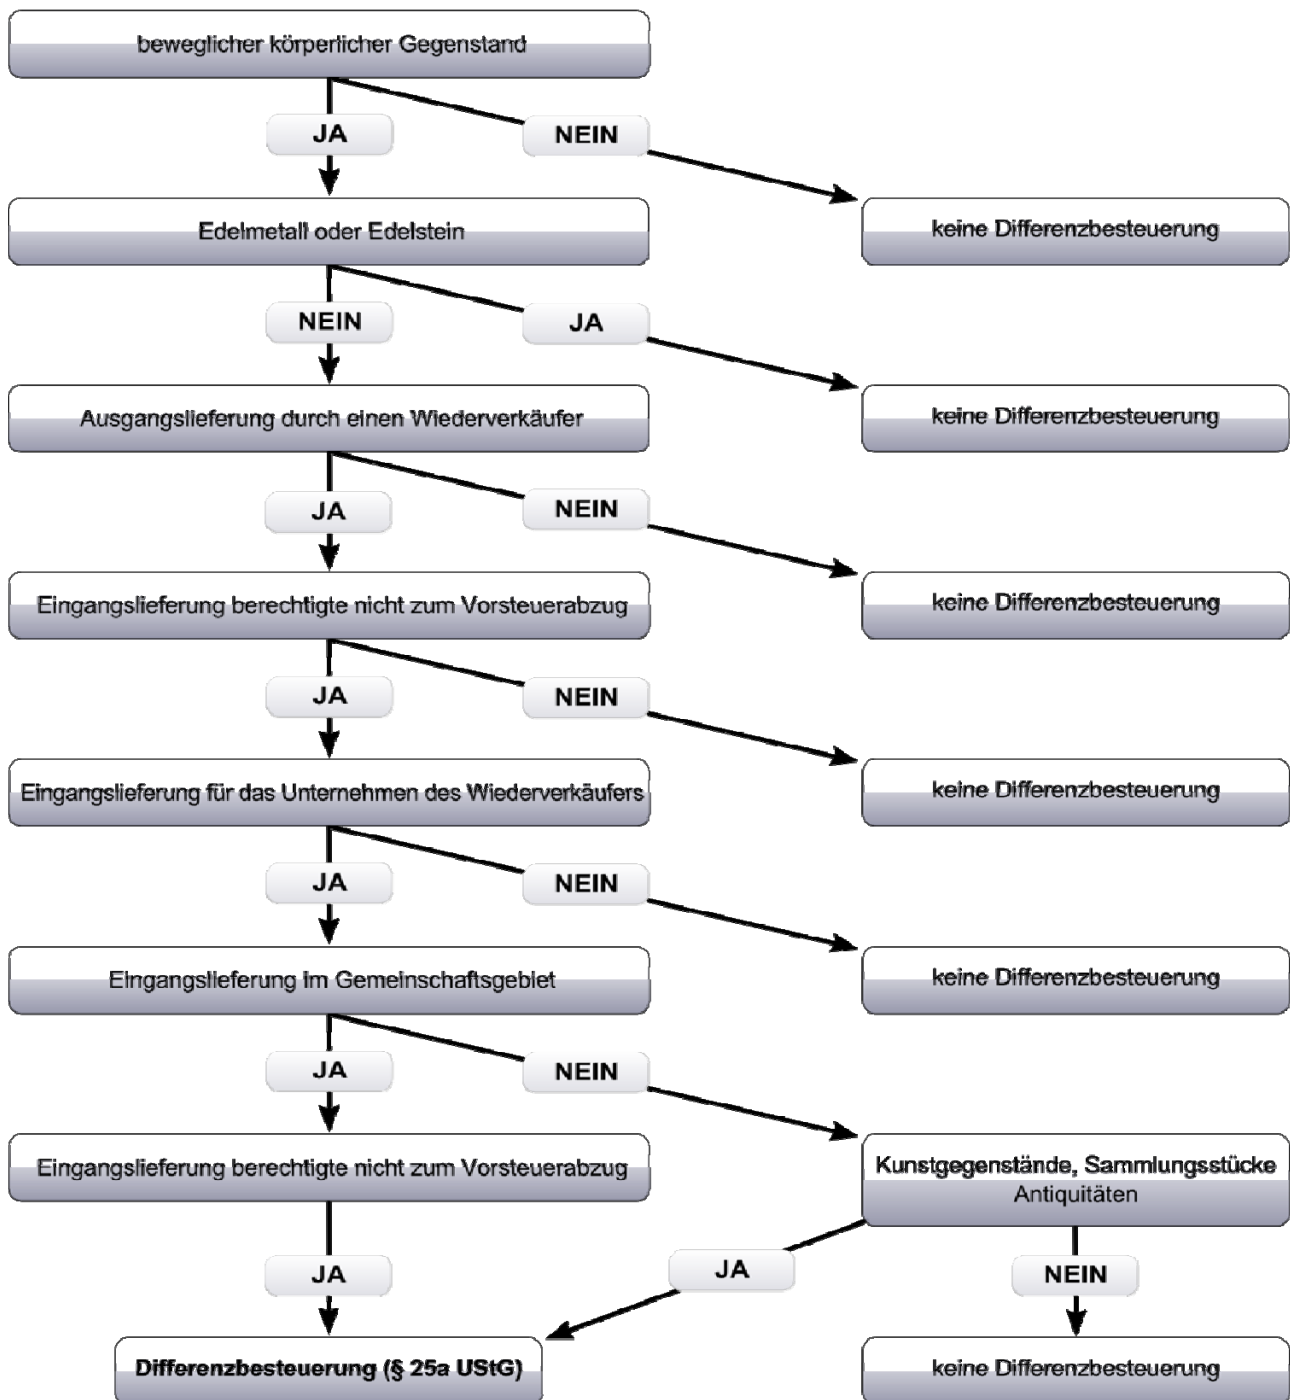 beweglicher körperlicher Gegenstand
JA
NEIN
Edelmetall oder Edelstein
keine Differenzbesteuerung
NEIN
JA
Ausgangslieferung durch einen Wiederverkäufer
keine Differenzbesteuerung
JA
NEIN
Eingangslieferung berechtigte nicht zum Vorsteuerabzug
keine Differenzbesteuerung
JA
NEIN
Eingangslieferung für das Unternehmen des Wiederverkäufers
keine Differenzbesteuerung
JA
NEIN
Eingangslieferung im Gemeinschaftsgebiet
keine Differenzbesteuerung
JA
NEIN
Eingangslieferung berechtigte nicht zum Vorsteuerabzug
Kunstgegenstände, Sammlungsstücke
Antiquitäten
JA
JA
NEIN
Differenzbesteuerung (§ 25a UStG)
keine Differenzbesteuerung